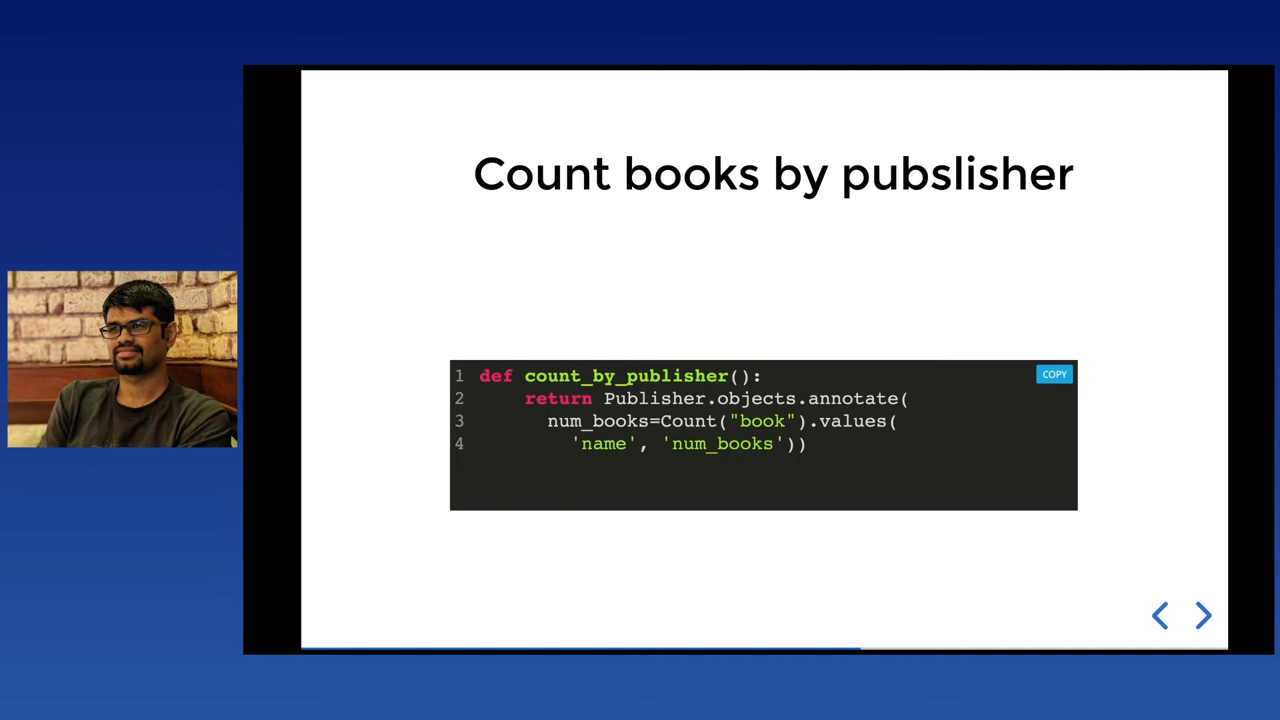 Count books by pubslisher
COPY
1 def count_by_publisher():
2     return Publisher.objects.annotate(
3       num_books=Count("book").values(
4         'name', 'num_books'))